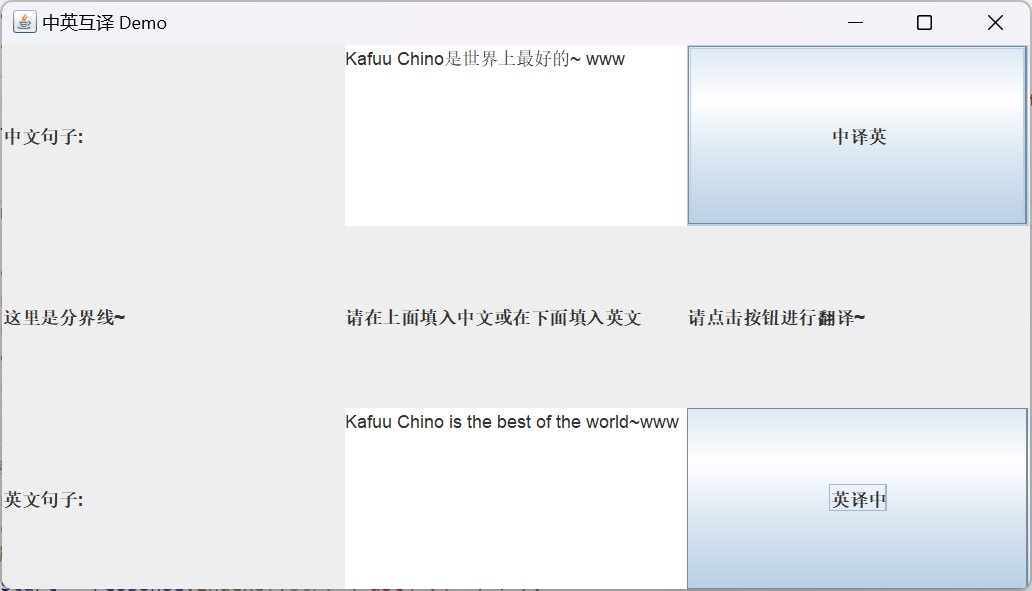 中英互译 Demo
Kafuu Chino是世界上最好的~ www
中文句子:
中译英
这里是分界线~
请在上面填入中文或在下面填入英文
请点击按钮进行翻译~
Kafuu Chino is the best of the world~www
英文句子:
英译中